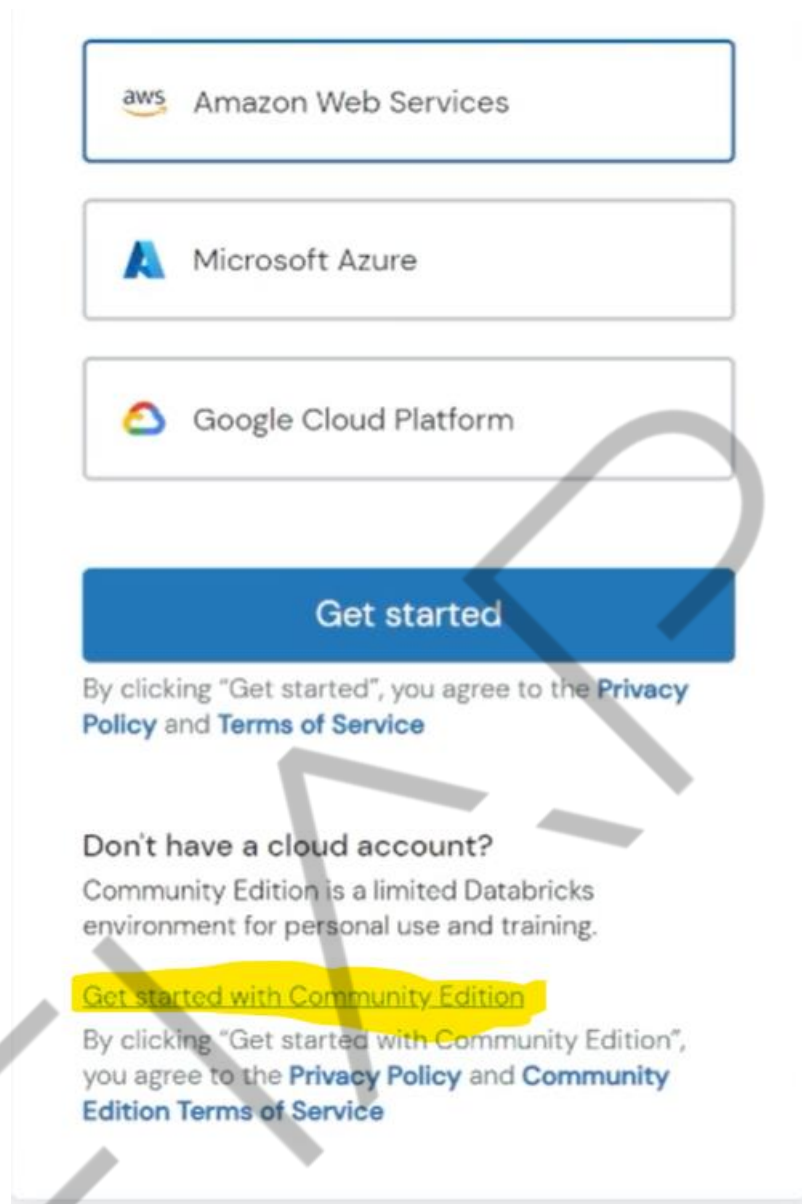 aws Amazon Web Services
Microsoft Azure
Google Cloud Platform
Get started
By clicking “Get started”, you agree to the Privacy
Policy and Terms of Service
Don't have a cloud account?
Community Edition is a limited Databricks
environment for personal use and training.
Get started with Community Edition
By clicking “Get started with Community Edition”,
you agree to the Privacy Policy and Community
Edition Terms of Service